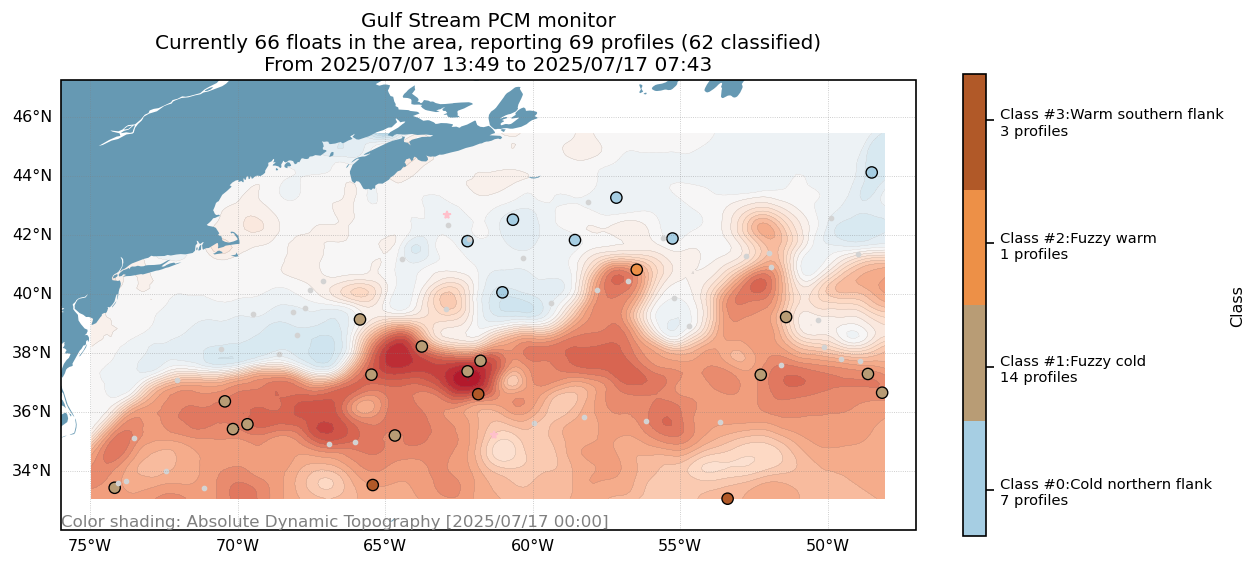 Gulf Stream PCM monitor
Currently 66 floats in the area, reporting 69 profiles (62 classified)
From 2025/07/07 13:49 to 2025/07/17 07:43
46°N
44°N
42°N
40°N
38°N
36°N
34°N
Color shading: Absolute Dynamic Topography [2025/07/17 00:00]
75°W
70°W
65°W
60°W
55°W
50°W
Class #3:Warm southern flank
3 profiles
Class #2:Fuzzy warm
1 profiles
Class #1:Fuzzy cold
14 profiles
Class #0:Cold northern flank
7 profiles
Class